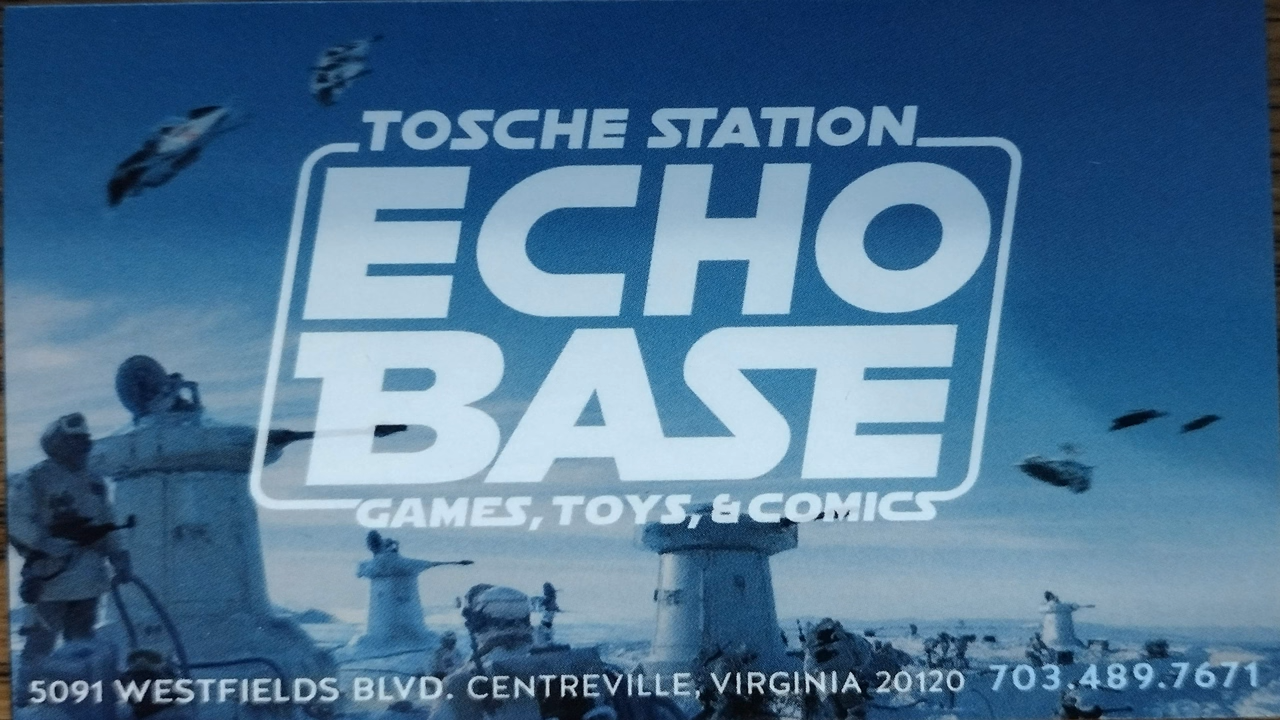 TOSCHE STATION
ECHO
BASE
GAMES, TOYS, & COMICS
5091 WESTFIELDS BLVD. CENTREVILLE, VIRGINIA 20120 703.489.7671